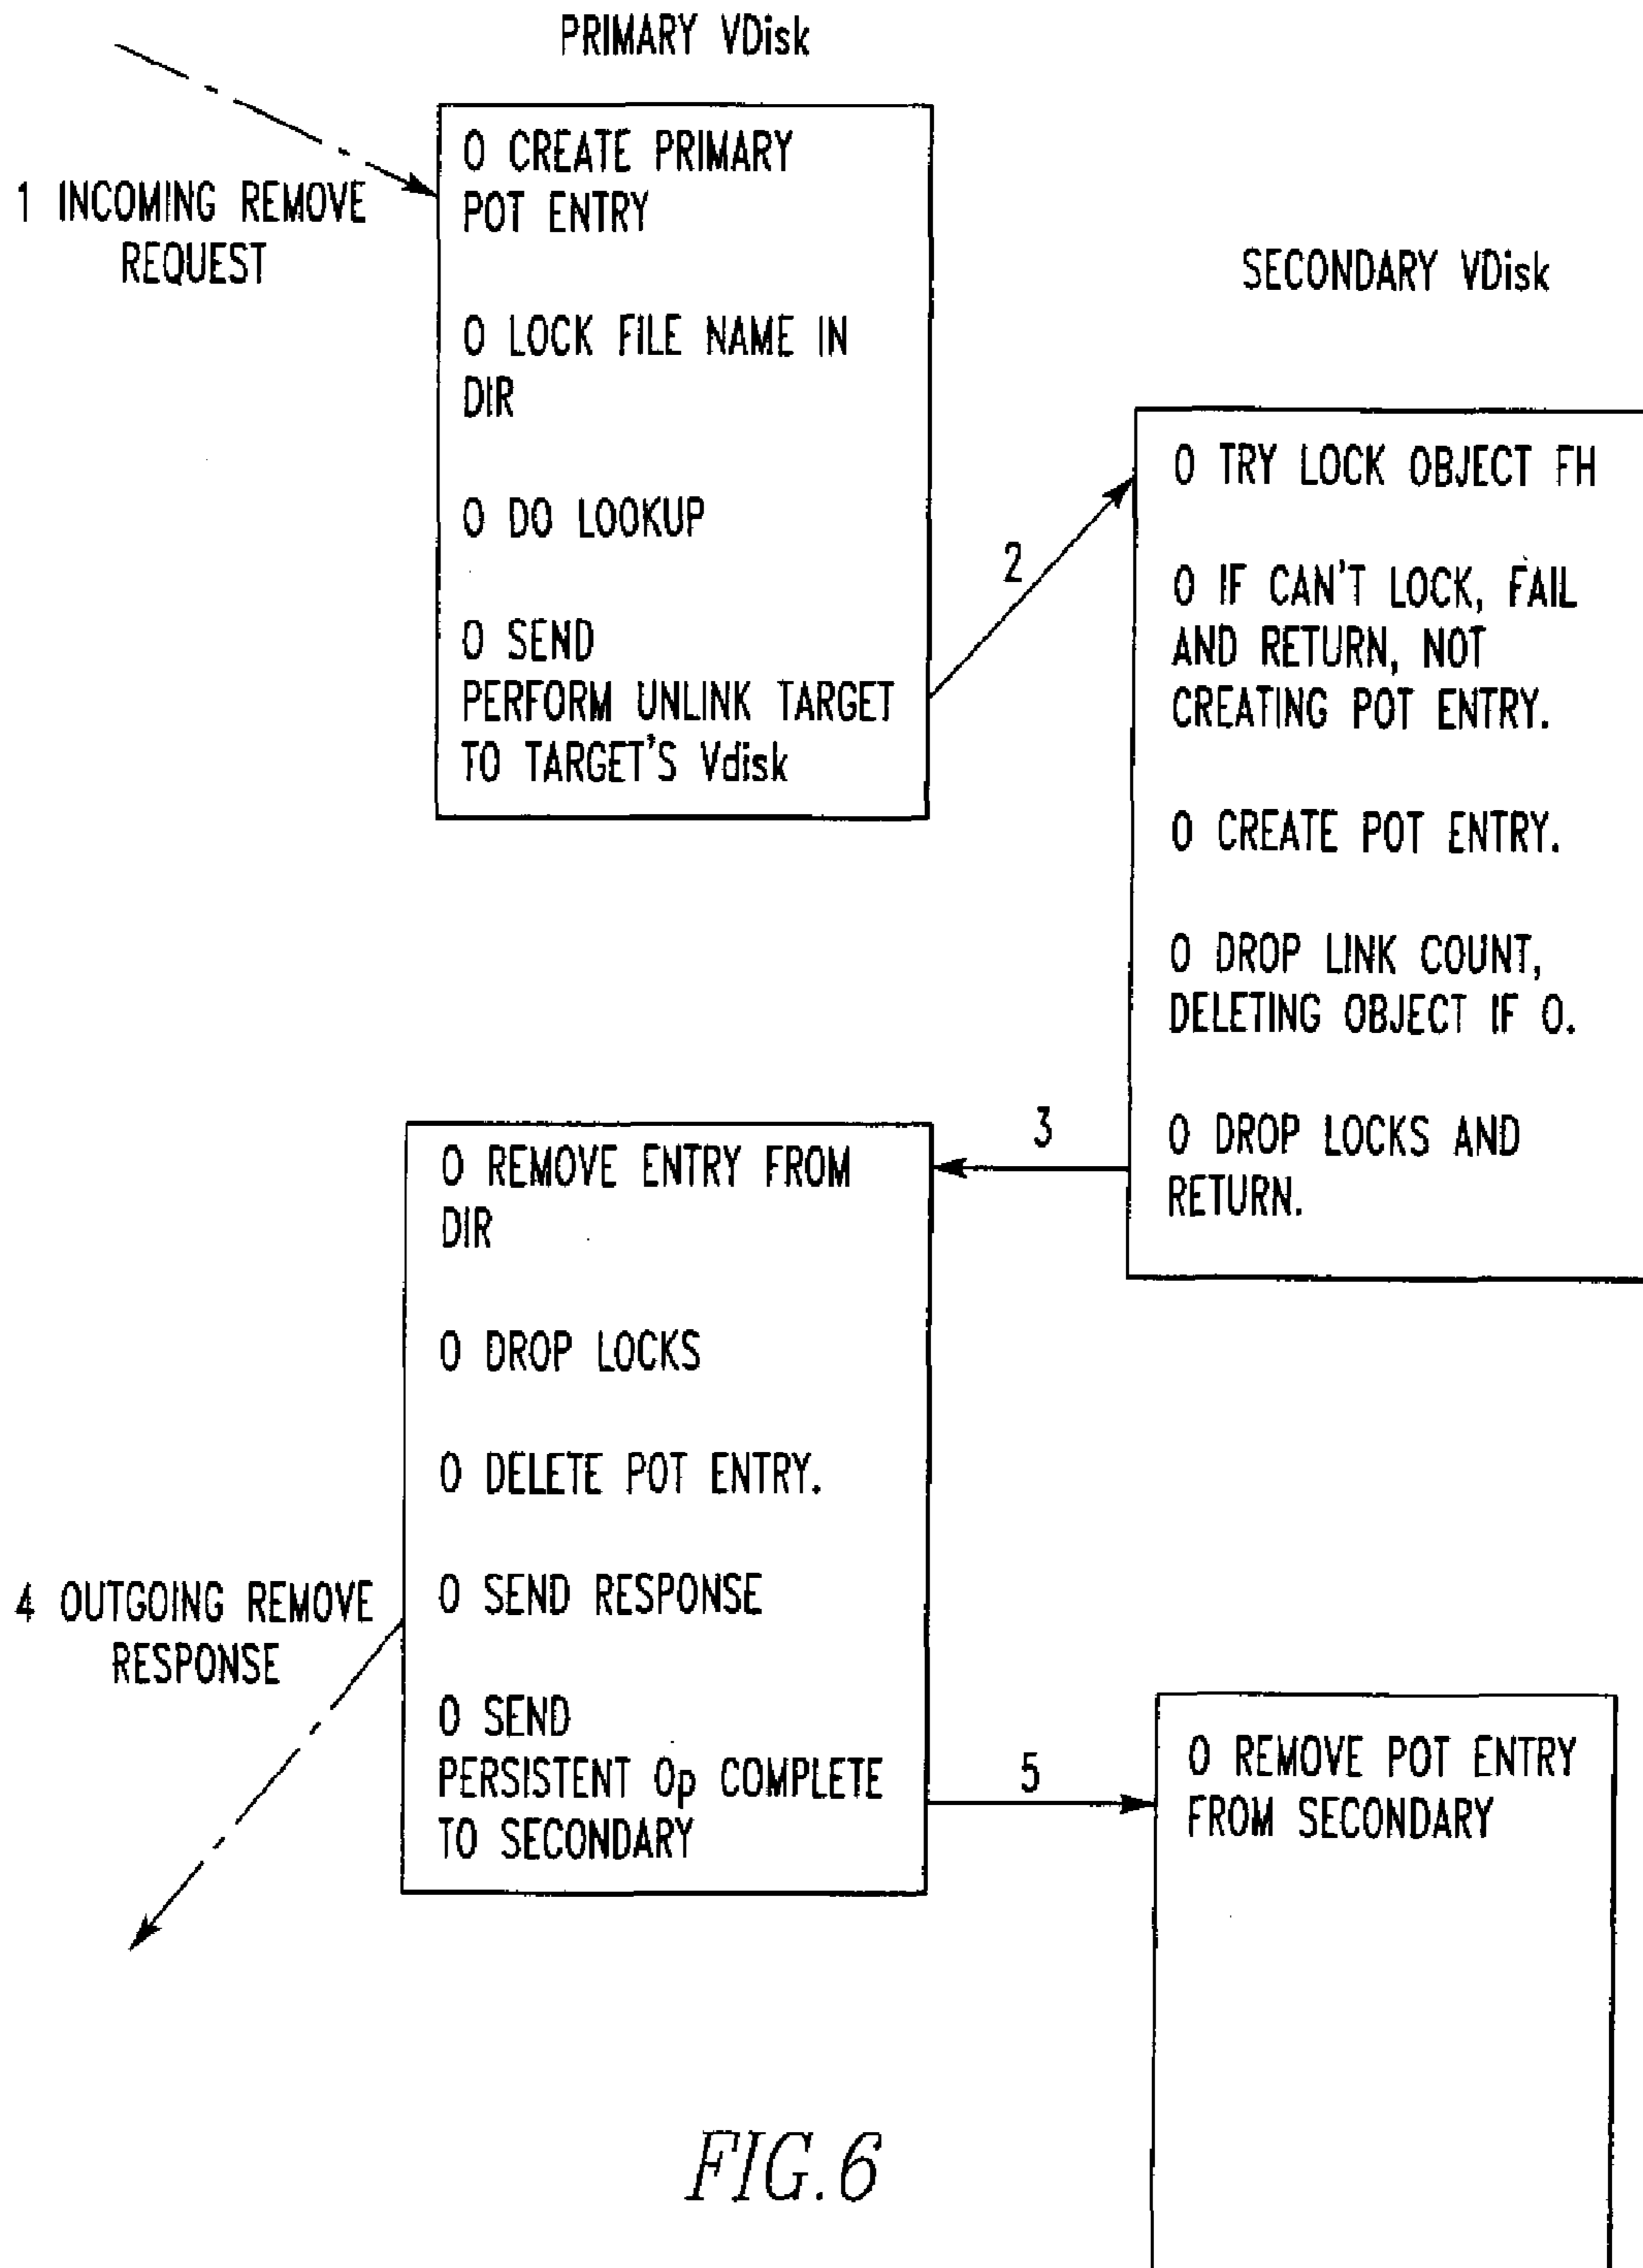 PRIMARY VDisk
1 INCOMING REMOVE
REQUEST
O CREATE PRIMARY
POT ENTRY
O LOCK FILE NAME IN
DIR
O DO LOOKUP
O SEND
PERFORM UNLINK TARGET
TO TARGET'S Vdisk
2
SECONDARY VDisk
O TRY LOCK OBJECT FH
O IF CAN'T LOCK, FAIL
AND RETURN, NOT
CREATING POT ENTRY.
O CREATE POT ENTRY.
O DROP LINK COUNT,
DELETING OBJECT IF 0.
O DROP LOCKS AND
RETURN.
3
O REMOVE ENTRY FROM
DIR
O DROP LOCKS
O DELETE POT ENTRY.
O SEND RESPONSE
O SEND
PERSISTENT Op COMPLETE
TO SECONDARY
4 OUTGOING REMOVE
RESPONSE
5
O REMOVE POT ENTRY
FROM SECONDARY
FIG.6